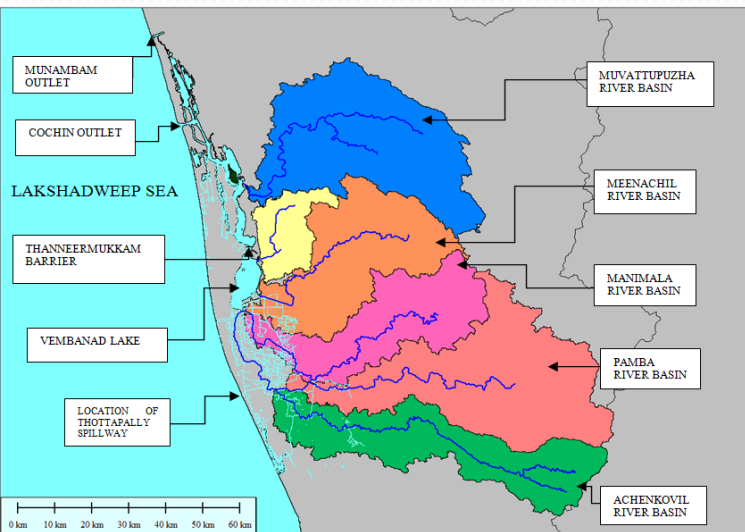 MUNAMBAM
OUTLET
COCHIN OUTLET
LAKSHADWEEP SEA
THANNEERMUKKAM
BARRIER
VEMBANAD LAKE
LOCATION OF
THOTTAPALLY
SPILLWAY
MUVATTUPUZHA
RIVER BASIN
MEENACHIL
RIVER BASIN
MANIMALA
RIVER BASIN
PAMBA
RIVER BASIN
ACHENKOVIL
RIVER BASIN
0 km 10 km 20 km 30 km 40 km 50 km 60 km